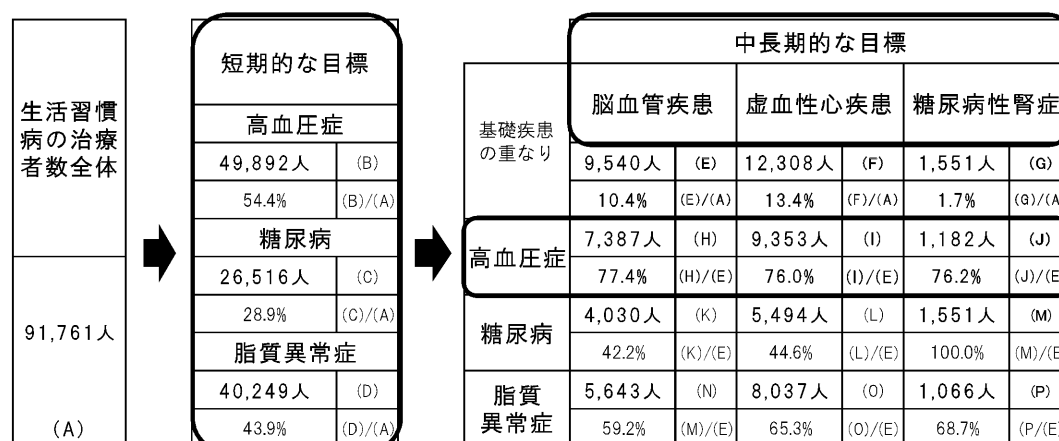 生活習慣
病の治療
者数全体
91,761人
(A)
短期的な目標
高血圧症
49,892人 (B)
54.4% (B)/(A)
糖尿病
26,516人 (C)
28.9% (C)/(A)
脂質異常症
40,249人 (D)
43.9% (D)/(A)
中長期的な目標
基礎疾患
の重なり
脳血管疾患 虚血性心疾患 糖尿病性腎症
9,540人 (E) 12,308人 (F) 1,551人 (G)
10.4% (E)/(A) 13.4% (F)/(A) 1.7% (G)/(A
高血圧症
7,387人 (H) 9,353人 (I) 1,182人 (J)
77.4% (H)/(E) 76.0% (I)/(E) 76.2% (J)/(E
糖尿病
4,030人 (K) 5,494人 (L) 1,551人 (M)
42.2% (K)/(E) 44.6% (L)/(E) 100.0% (M)/(E
脂質
異常症
5,643人 (N) 8,037人 (O) 1,066人 (P)
59.2% (M)/(E) 65.3% (O)/(E) 68.7% (P/(E